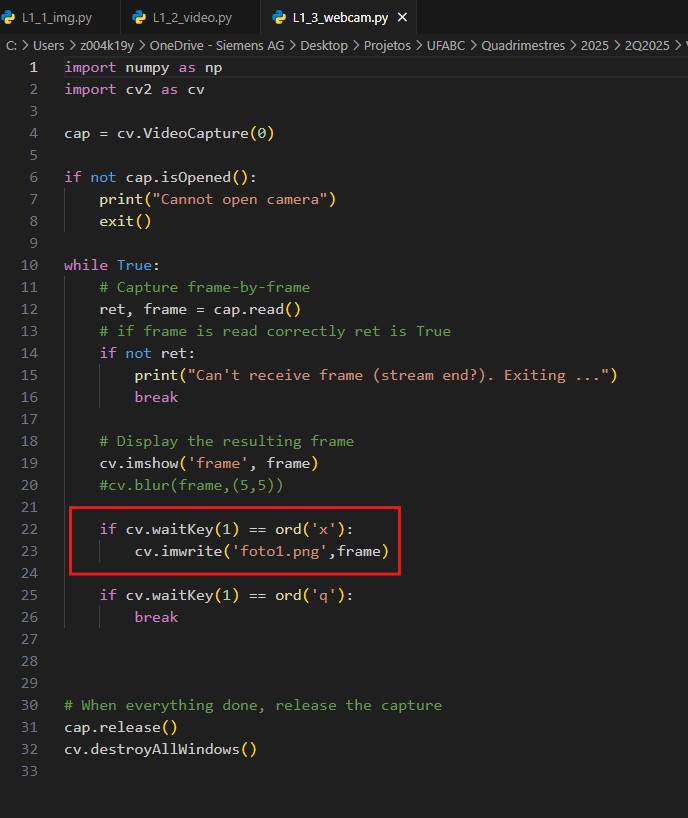 L1_1_img.py L1_2_video.py L1_3_webcam.py ×
C: > Users > z004k19y > OneDrive - Siemens AG > Desktop > Projetos > UFABC > Quadrimestres > 2025 > 2Q2025 >
1 import numpy as np
2 import cv2 as cv
3
4 cap = cv.VideoCapture(0)
5
6 if not cap.isOpened():
7     print("Cannot open camera")
8     exit()
9
10 while True:
11     # Capture frame-by-frame
12     ret, frame = cap.read()
13     # if frame is read correctly ret is True
14     if not ret:
15         print("Can't receive frame (stream end?). Exiting ...")
16         break
17
18     # Display the resulting frame
19     cv.imshow('frame', frame)
20     #cv.blur(frame,(5,5))
21
22     if cv.waitKey(1) == ord('x'):
23         cv.imwrite('foto1.png',frame)
24
25     if cv.waitKey(1) == ord('q'):
26         break
27
28
29
30 # When everything done, release the capture
31 cap.release()
32 cv.destroyAllWindows()
33